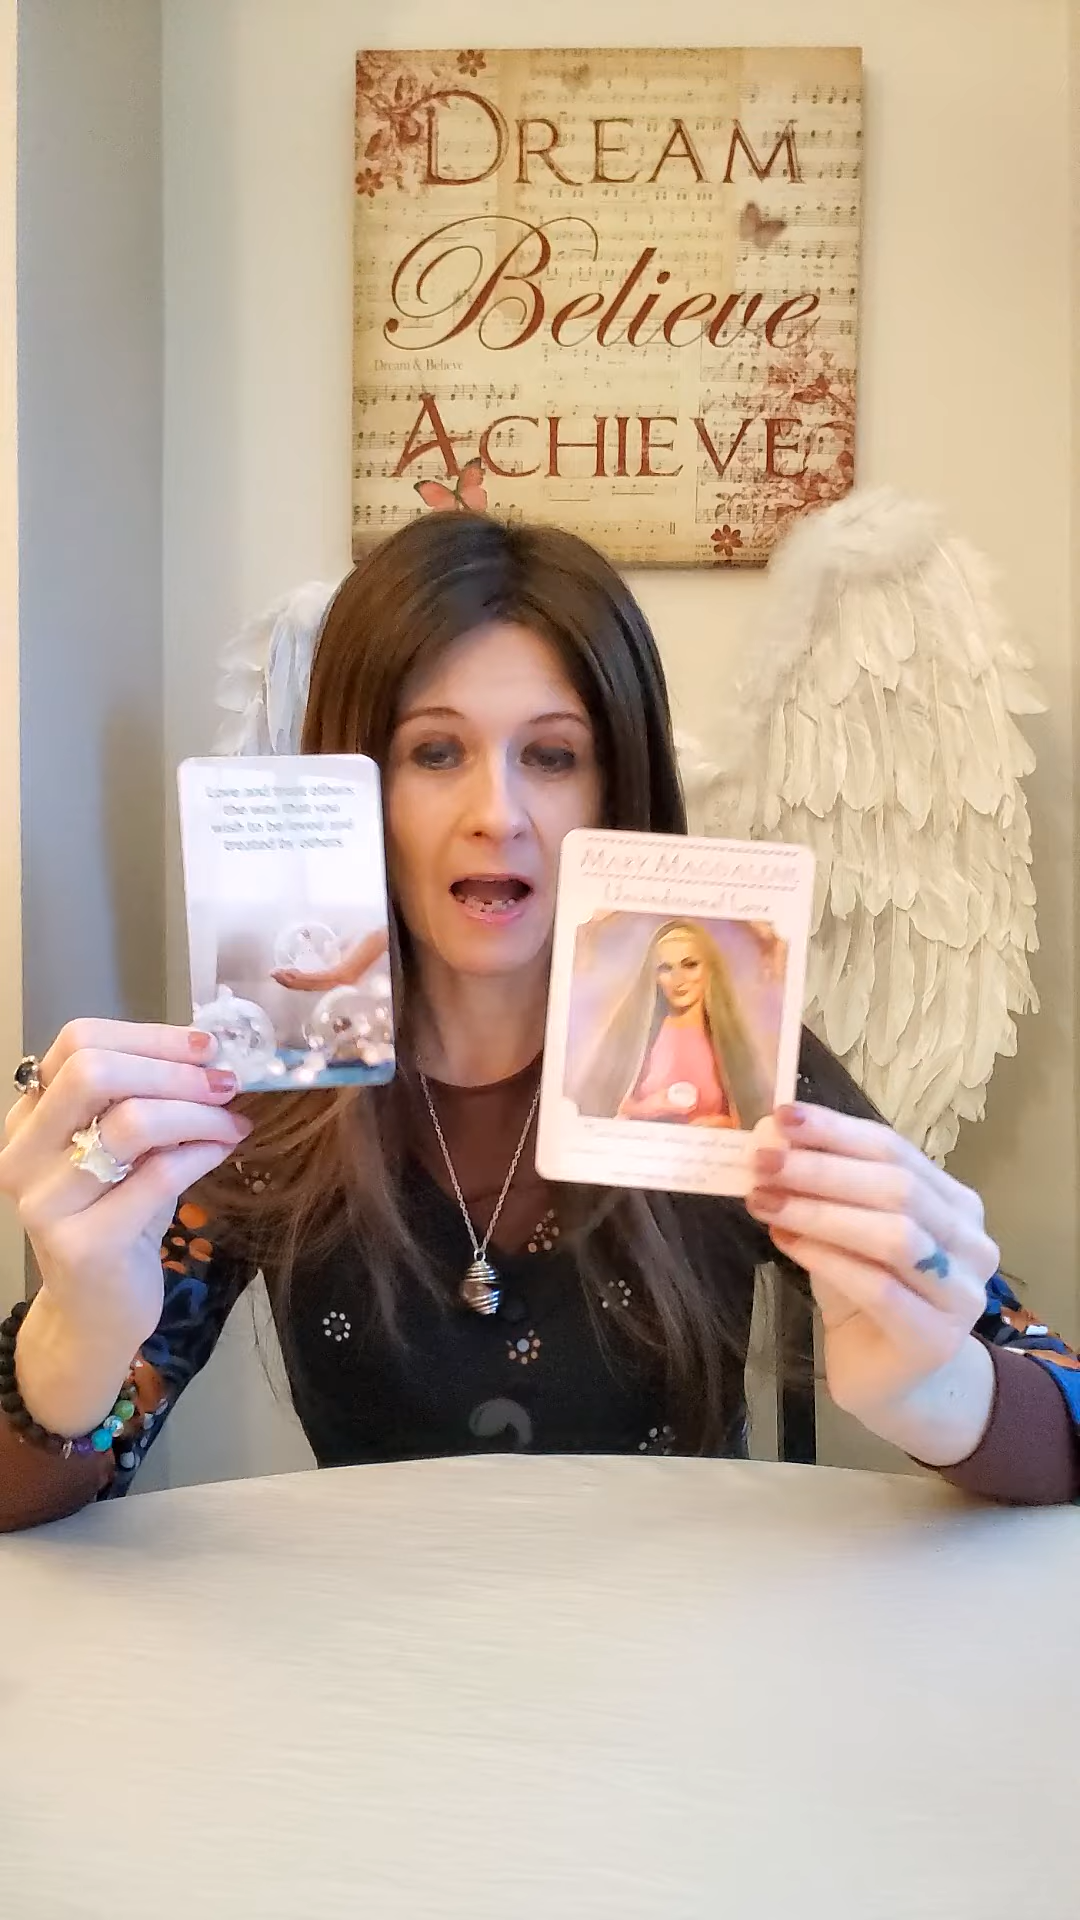 DREAM
Believe
Dream & Believe
ACHIEVE
Love and trust others
the way that you
wish to be loved and
treated by others
MARY MAGDALENE
Unconditional Love